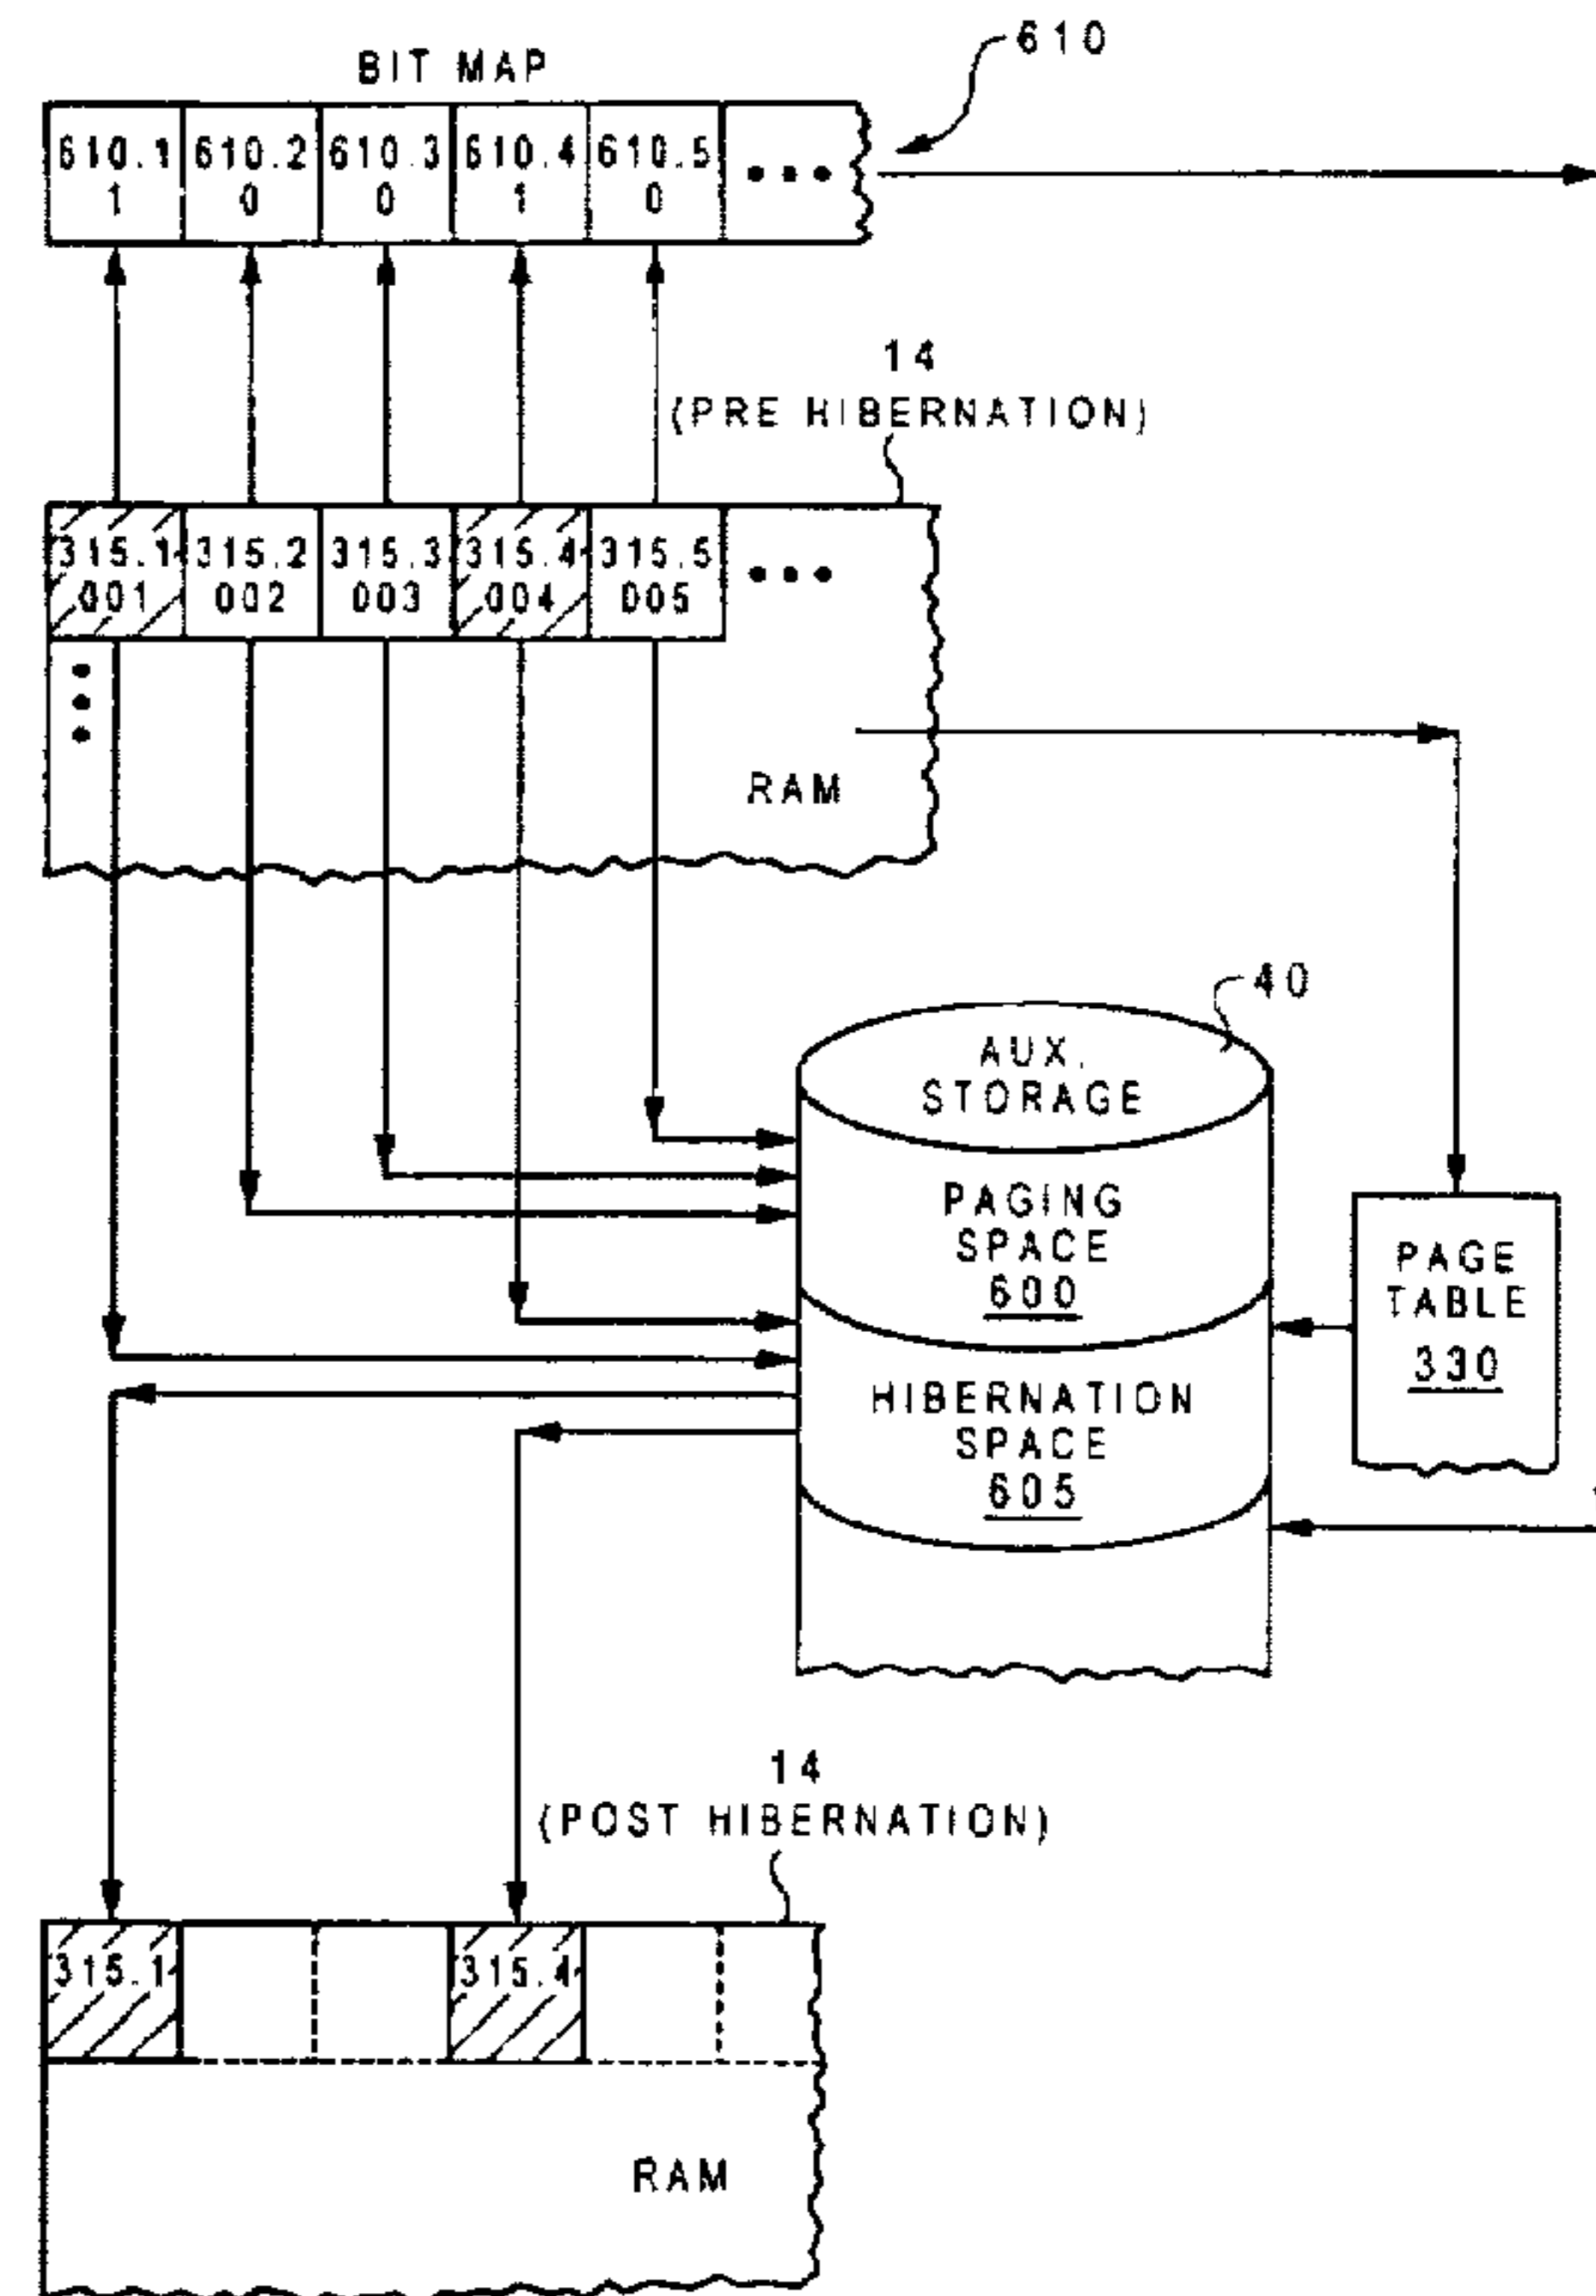 610
BIT MAP
610.1 610.2 610.3 610.4 610.5
1 0 0 1 0
14
(PRE HIBERNATION)
315.1 315.2 315.3 315.4 315.5
001 002 003 004 005
RAM
40
AUX.
STORAGE
PAGING
SPACE
600
PAGE
TABLE
330
HIBERNATION
SPACE
605
14
(POST HIBERNATION)
315.1 315.4
RAM